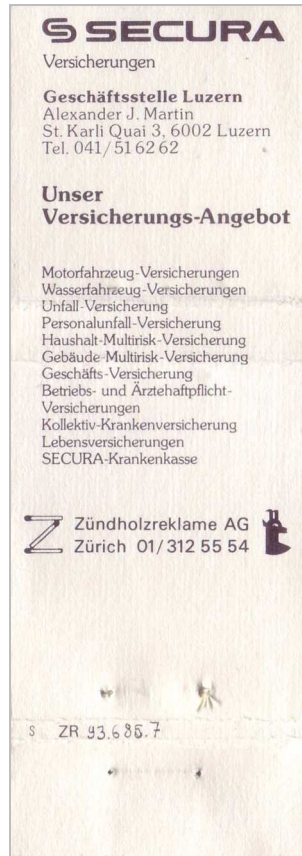 SECURA
Versicherungen
Geschäftsstelle Luzern
Alexander J. Martin
St. Karli Quai 3, 6002 Luzern
Tel. 041/51 62 62
Unser
Versicherungs-Angebot
Motorfahrzeug-Versicherungen
Wasserfahrzeug-Versicherungen
Unfall-Versicherung
Personalunfall-Versicherung
Haushalt-Multirisk-Versicherung
Gebäude-Multirisk-Versicherung
Geschäfts-Versicherung
Betriebs- und Ärztehaftpflicht-
Versicherungen
Kollektiv-Krankenversicherung
Lebensversicherungen
SECURA-Krankenkasse
Zündholzreklame AG
Zürich 01/312 55 54
S ZR 93.685.7